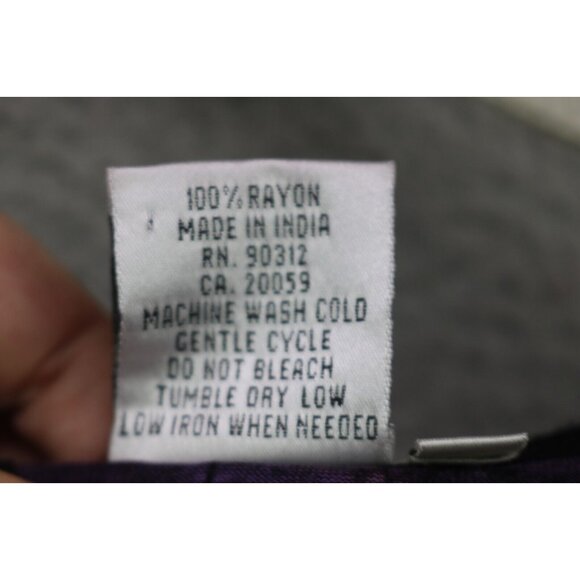 100% RAYON
MADE IN INDIA
RN. 90312
CA. 20059
MACHINE WASH COLD
GENTLE CYCLE
DO NOT BLEACH
TUMBLE DRY LOW
LOW IRON WHEN NEEDED